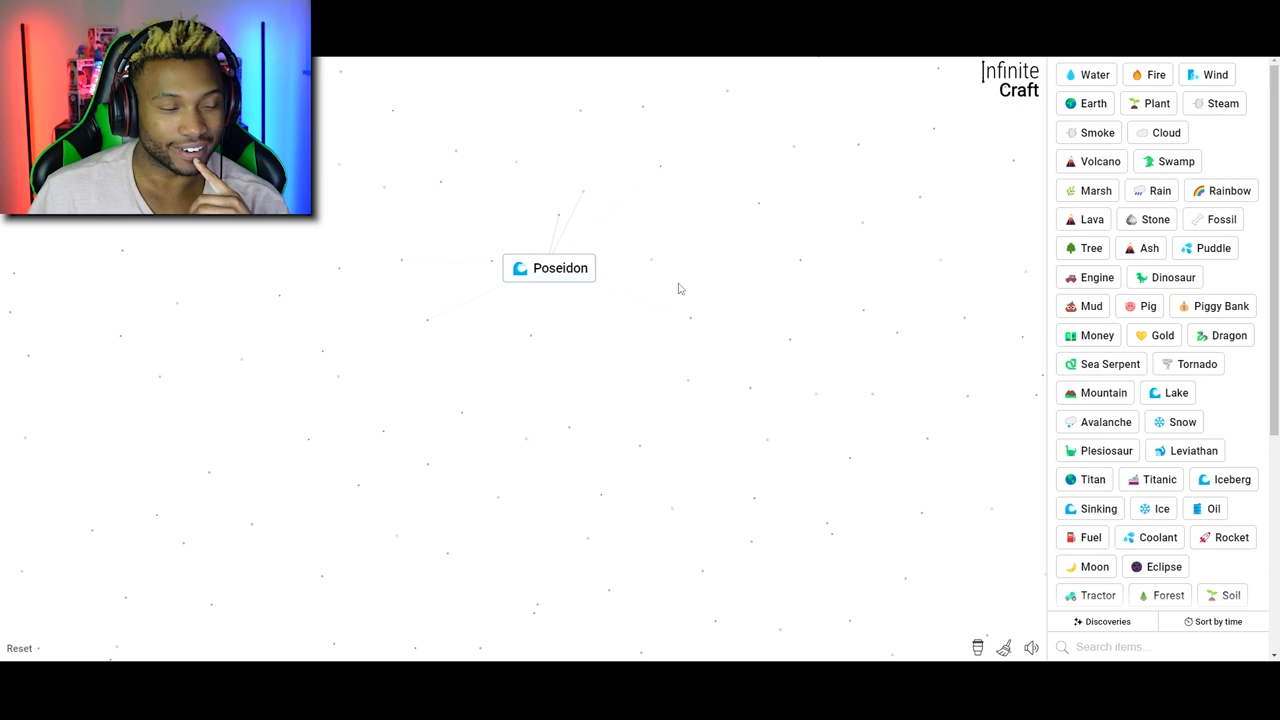 Infinite
Craft
Poseidon
Water Fire Wind
Earth Plant Steam
Smoke Cloud
Volcano Swamp
Marsh Rain Rainbow
Lava Stone Fossil
Tree Ash Puddle
Engine Dinosaur
Mud Pig Piggy Bank
Money Gold Dragon
Sea Serpent Tornado
Mountain Lake
Avalanche Snow
Plesiosaur Leviathan
Titan Titanic Iceberg
Sinking Ice Oil
Fuel Coolant Rocket
Moon Eclipse
Tractor Forest Soil
Discoveries Sort by time
Search items...
Reset